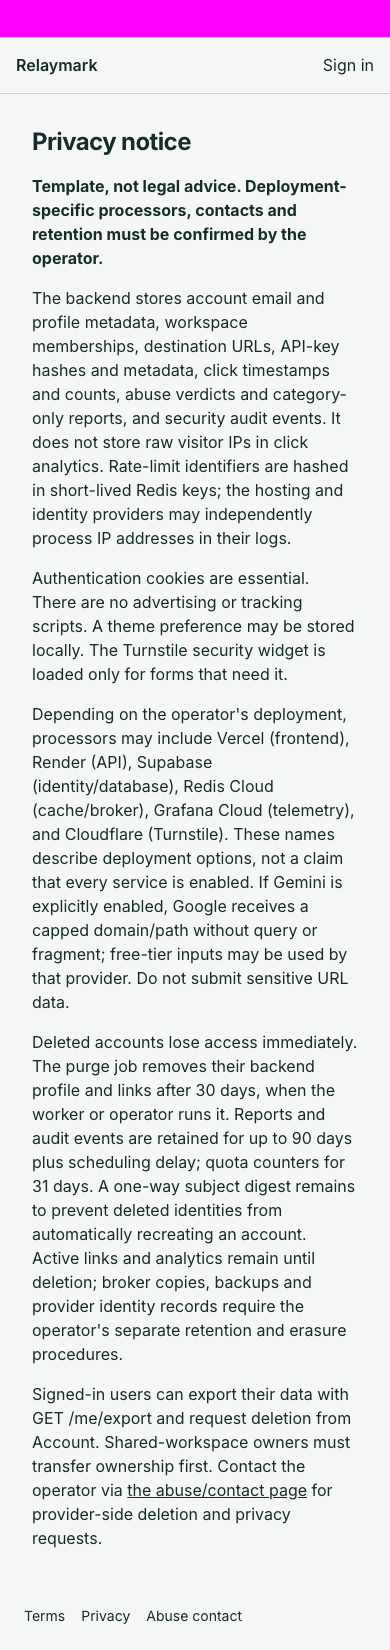 Relaymark
Sign in
Privacy notice
Template, not legal advice. Deployment-
specific processors, contacts and
retention must be confirmed by the
operator.
The backend stores account email and
profile metadata, workspace
memberships, destination URLs, API-key
hashes and metadata, click timestamps
and counts, abuse verdicts and category-
only reports, and security audit events. It
does not store raw visitor IPs in click
analytics. Rate-limit identifiers are hashed
in short-lived Redis keys; the hosting and
identity providers may independently
process IP addresses in their logs.
Authentication cookies are essential.
There are no advertising or tracking
scripts. A theme preference may be stored
locally. The Turnstile security widget is
loaded only for forms that need it.
Depending on the operator's deployment,
processors may include Vercel (frontend),
Render (API), Supabase
(identity/database), Redis Cloud
(cache/broker), Grafana Cloud (telemetry),
and Cloudflare (Turnstile). These names
describe deployment options, not a claim
that every service is enabled. If Gemini is
explicitly enabled, Google receives a
capped domain/path without query or
fragment; free-tier inputs may be used by
that provider. Do not submit sensitive URL
data.
Deleted accounts lose access immediately.
The purge job removes their backend
profile and links after 30 days, when the
worker or operator runs it. Reports and
audit events are retained for up to 90 days
plus scheduling delay; quota counters for
31 days. A one-way subject digest remains
to prevent deleted identities from
automatically recreating an account.
Active links and analytics remain until
deletion; broker copies, backups and
provider identity records require the
operator's separate retention and erasure
procedures.
Signed-in users can export their data with
GET /me/export and request deletion from
Account. Shared-workspace owners must
transfer ownership first. Contact the
operator via the abuse/contact page for
provider-side deletion and privacy
requests.
Terms Privacy Abuse contact